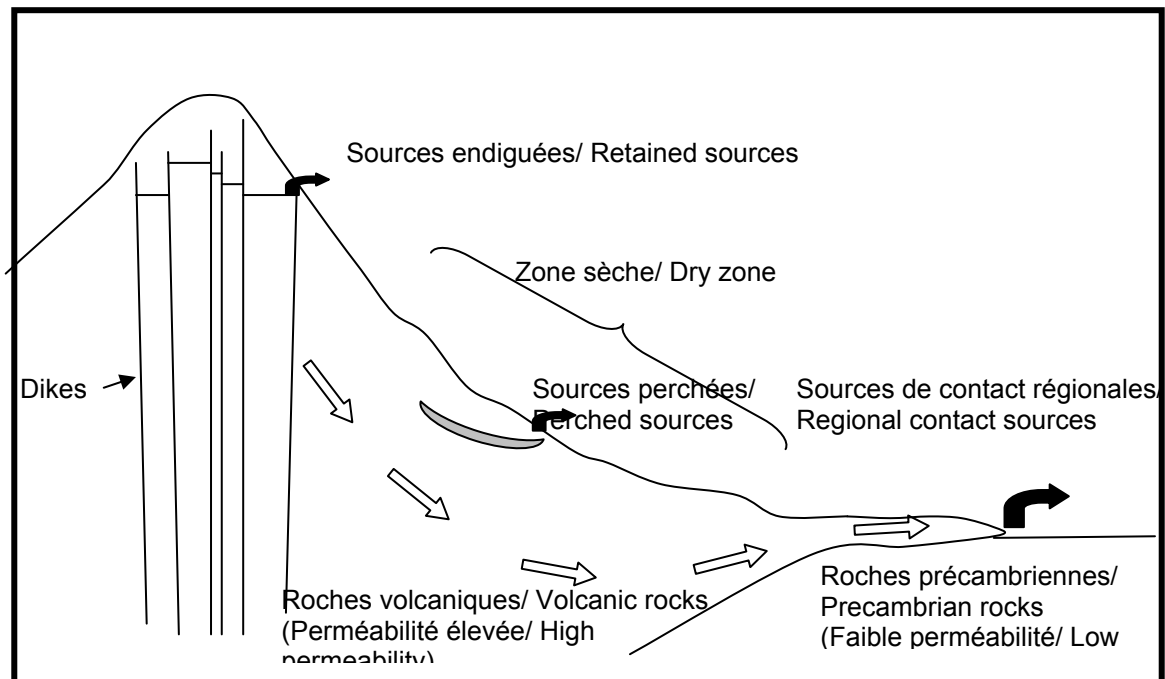 Sources endiguées/ Retained sources
Zone sèche/ Dry zone
Dikes
Sources perchées/
Perched sources
Sources de contact régionales/
Regional contact sources
Roches volcaniques/ Volcanic rocks
(Perméabilité élevée/ High
permeability)
Roches précambriennes/
Precambrian rocks
(Faible perméabilité/ Low